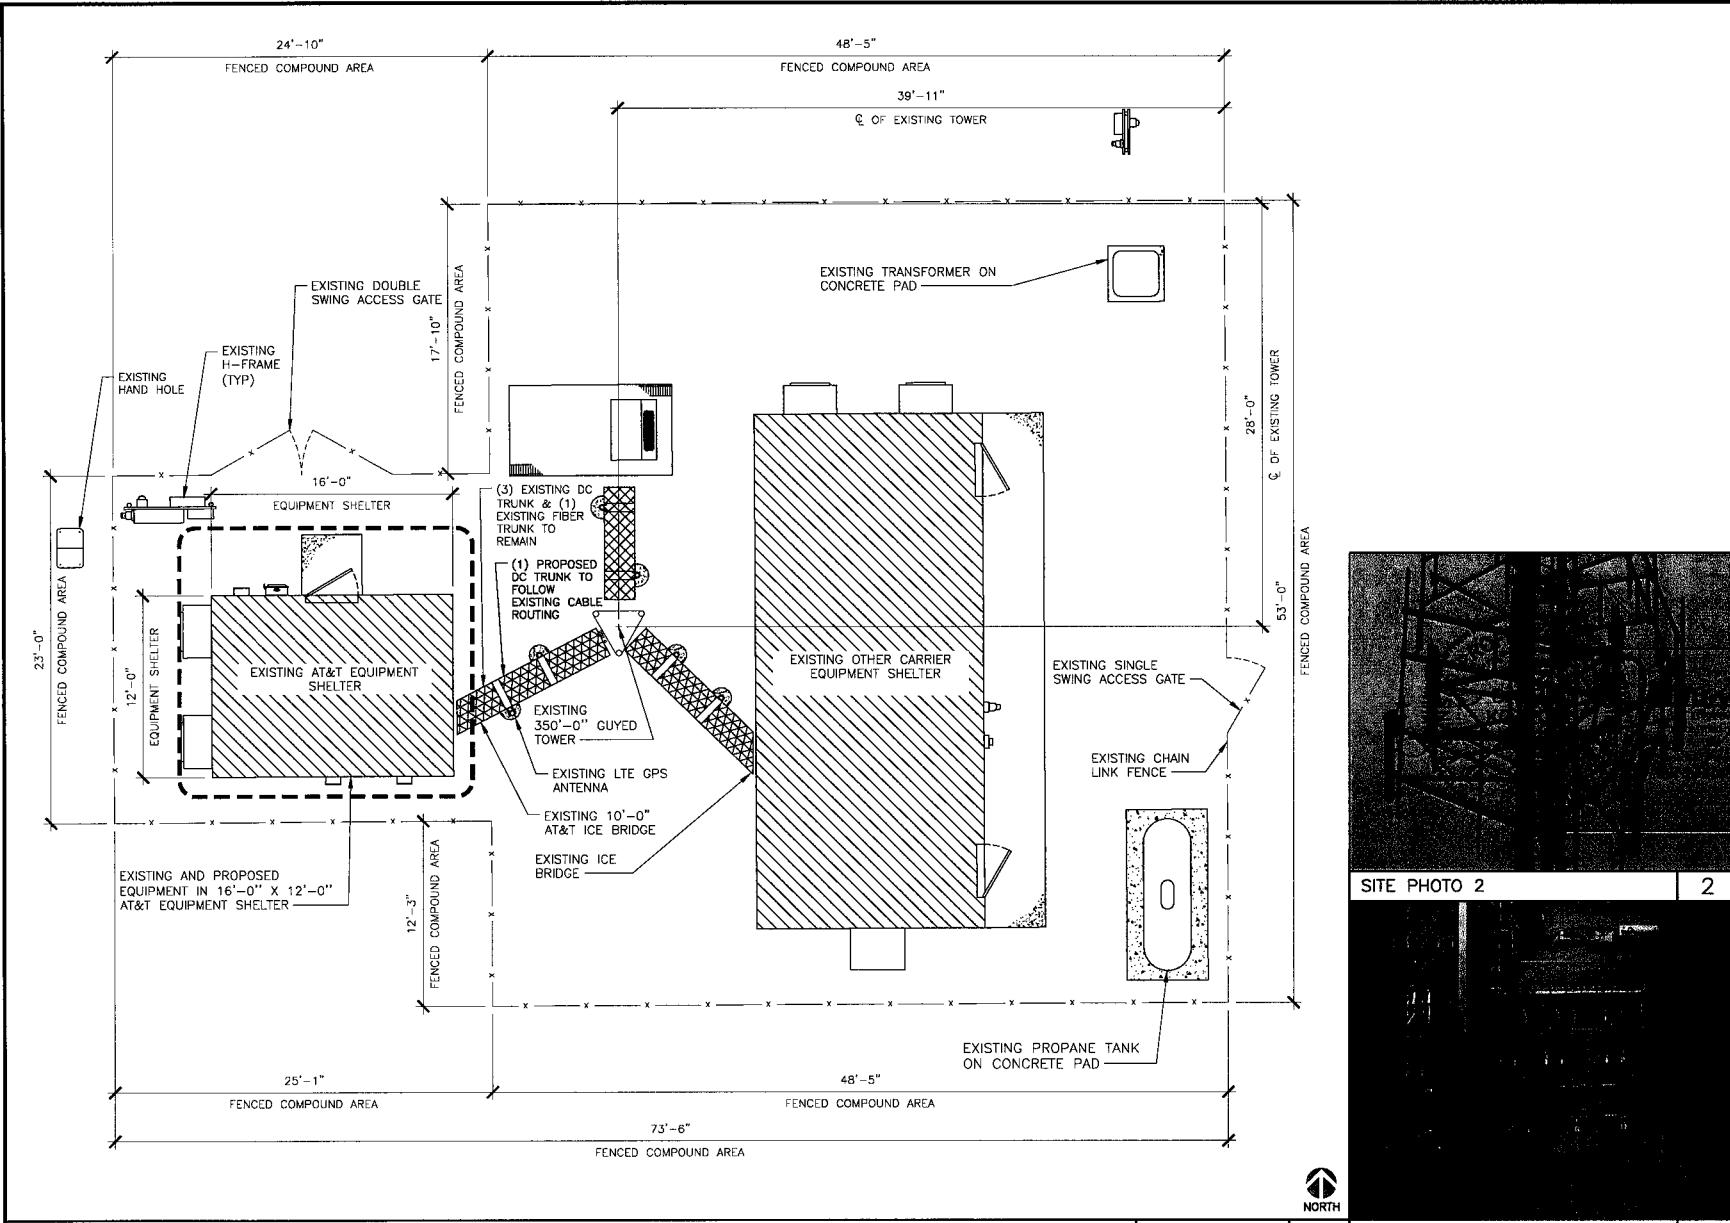 24'-10"
FENCED COMPOUND AREA
48'-5"
FENCED COMPOUND AREA
39'-11"
℄ OF EXISTING TOWER
EXISTING TRANSFORMER ON
CONCRETE PAD
EXISTING DOUBLE
SWING ACCESS GATE
17'-10"
FENCED COMPOUND AREA
EXISTING
H-FRAME
(TYP)
EXISTING
HAND HOLE
28'-0"
℄ OF EXISTING TOWER
16'-0"
EQUIPMENT SHELTER
(3) EXISTING DC
TRUNK & (1)
EXISTING FIBER
TRUNK TO
REMAIN
(1) PROPOSED
DC TRUNK TO
FOLLOW
EXISTING CABLE
ROUTING
23'-0"
FENCED COMPOUND AREA
12'-0"
EQUIPMENT SHELTER
EXISTING AT&T EQUIPMENT
SHELTER
EXISTING OTHER CARRIER
EQUIPMENT SHELTER
53'-0"
FENCED COMPOUND AREA
EXISTING SINGLE
SWING ACCESS GATE
EXISTING
350'-0" GUYED
TOWER
EXISTING CHAIN
LINK FENCE
EXISTING LTE GPS
ANTENNA
EXISTING 10'-0"
AT&T ICE BRIDGE
EXISTING ICE
BRIDGE
EXISTING AND PROPOSED
EQUIPMENT IN 16'-0" X 12'-0"
AT&T EQUIPMENT SHELTER
12'-3"
FENCED COMPOUND AREA
EXISTING PROPANE TANK
ON CONCRETE PAD
25'-1"
FENCED COMPOUND AREA
48'-5"
FENCED COMPOUND AREA
73'-6"
FENCED COMPOUND AREA
NORTH
SITE PHOTO 2
2